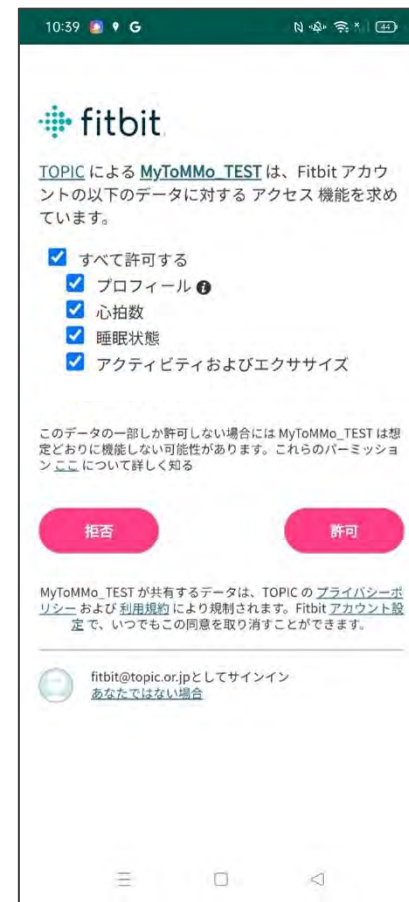 10:39 G 44
fitbit
TOPIC による MyToMMo_TEST は、Fitbit アカウ
ントの以下のデータに対する アクセス 機能を求め
ています。
すべて許可する
プロフィール
心拍数
睡眠状態
アクティビティおよびエクササイズ
このデータの一部しか許可しない場合には MyToMMo_TEST は想
定どおりに機能しない可能性があります。これらのパーミッショ
ン ここ について詳しく知る
拒否 許可
MyToMMo_TEST が共有するデータは、TOPIC の プライバシーポ
リシー および 利用規約 により規制されます。Fitbit アカウント設
定 で、いつでもこの同意を取り消すことができます。
fitbit@topic.or.jpとしてサインイン
あなたではない場合